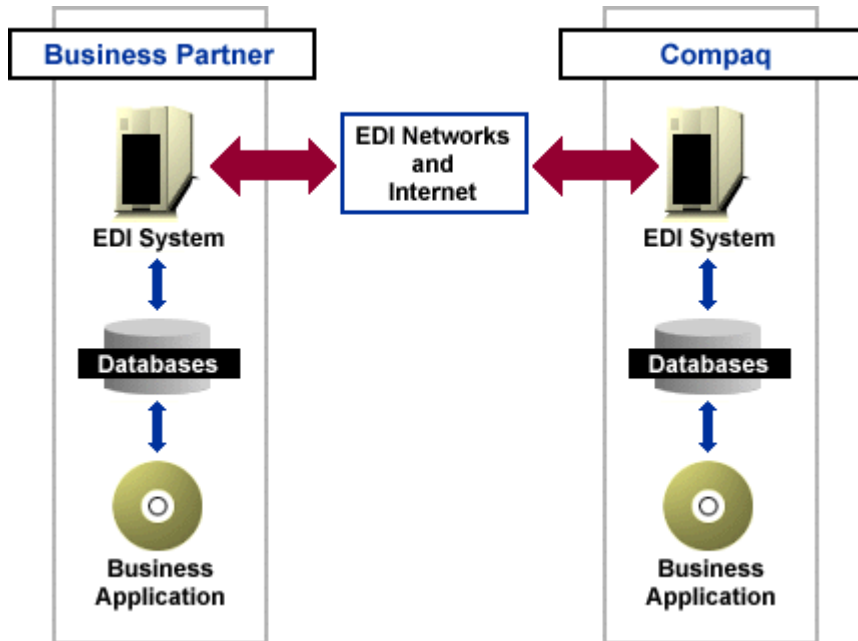 Business Partner
Compaq
EDI Networks
and
Internet
EDI System
EDI System
Databases
Databases
Business
Application
Business
Application